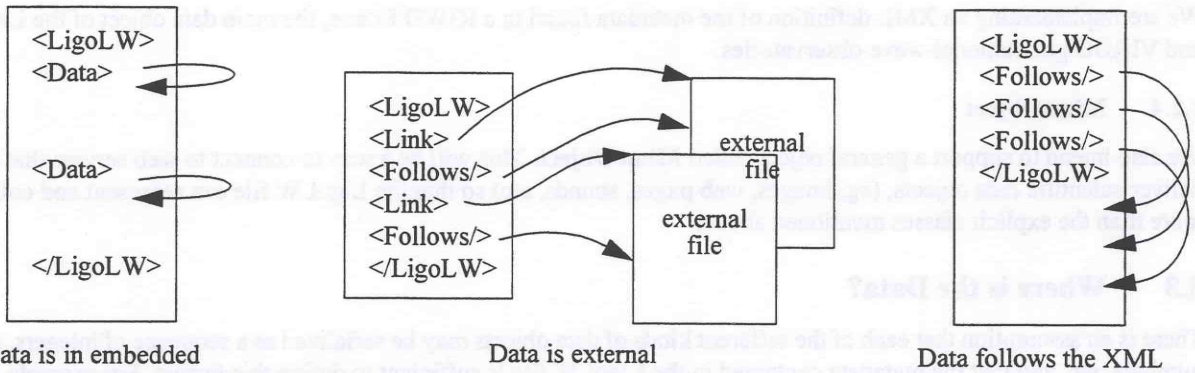 <LigoLW>
<Data>
<Data>
</LigoLW>
ata is in embedded
<LigoLW>
<Link>
<Follows/>
<Link>
<Follows/>
</LigoLW>
external
file
external
file
Data is external
<LigoLW>
<Follows/>
<Follows/>
<Follows/>
</LigoLW>
Data follows the XML